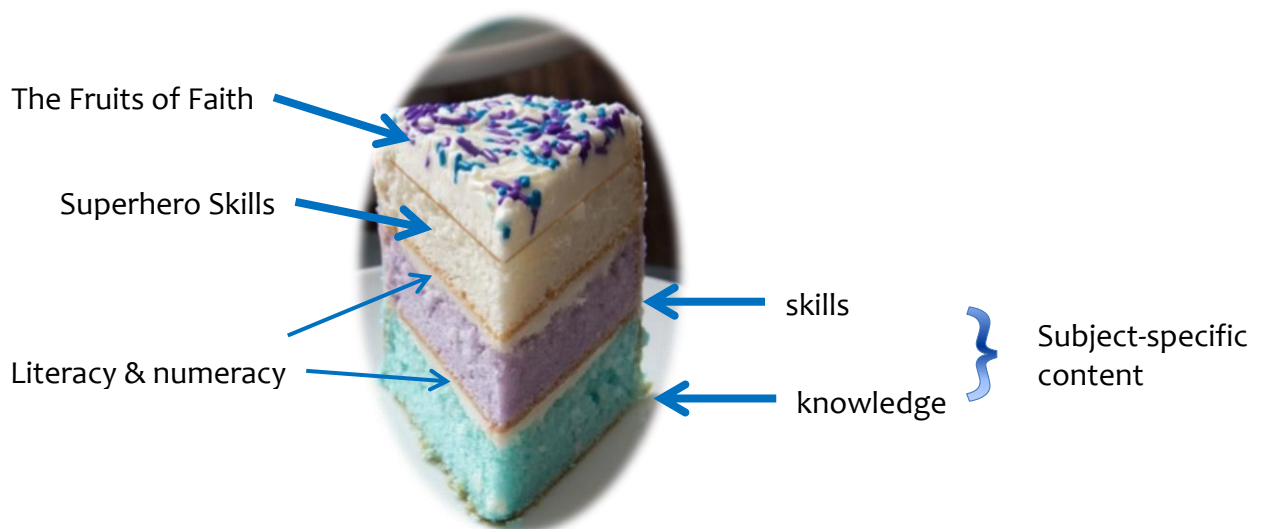 The Fruits of Faith
Superhero Skills
skills
Literacy & numeracy
knowledge
Subject-specific
content